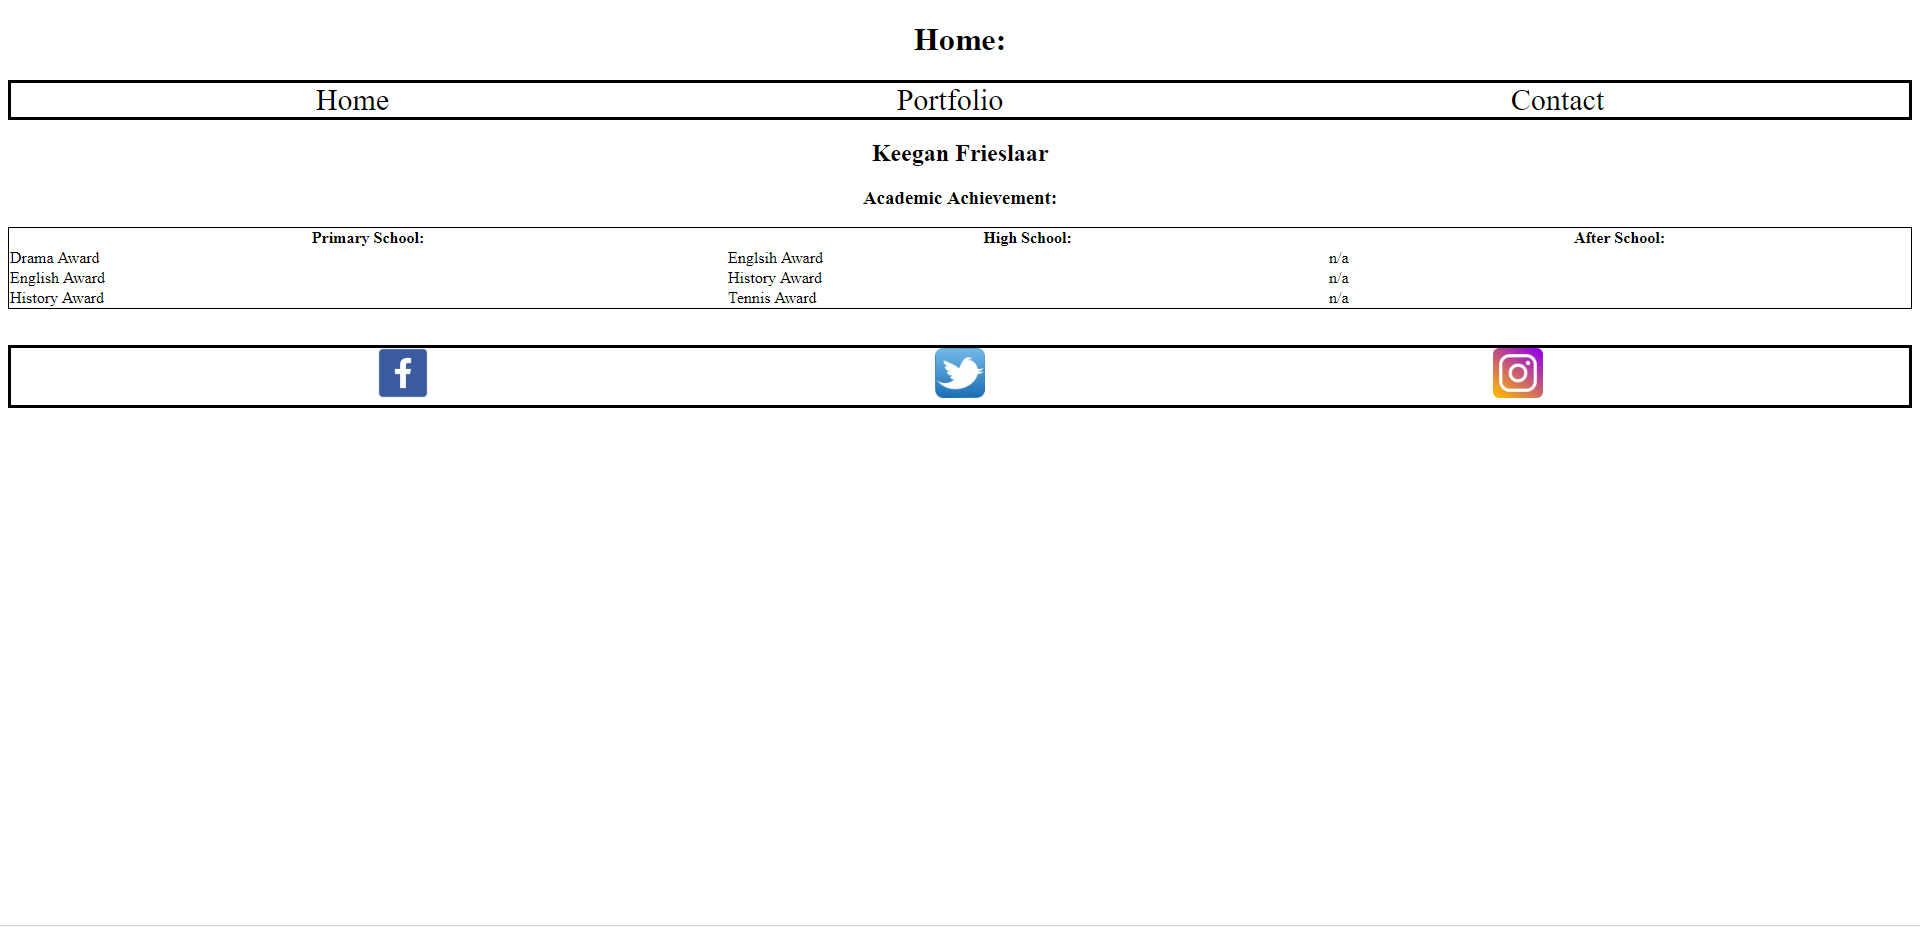 Home:
Home Portfolio Contact
Keegan Frieslaar
Academic Achievement:
Primary School: High School: After School:
Drama Award Englsih Award n/a
English Award History Award n/a
History Award Tennis Award n/a